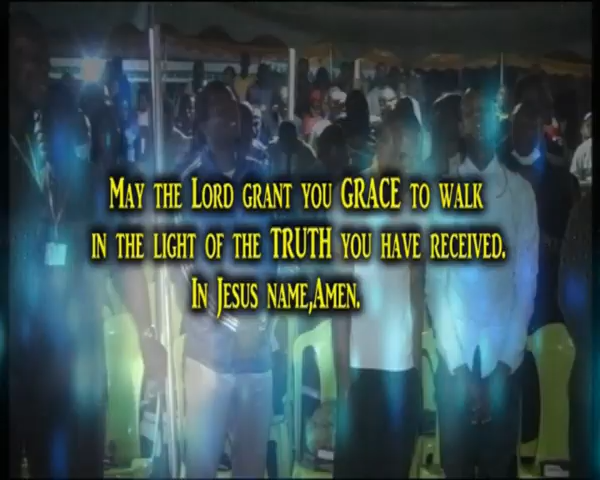 May the Lord grant you GRACE to walk
in the light of the TRUTH you have received.
In Jesus name,Amen.